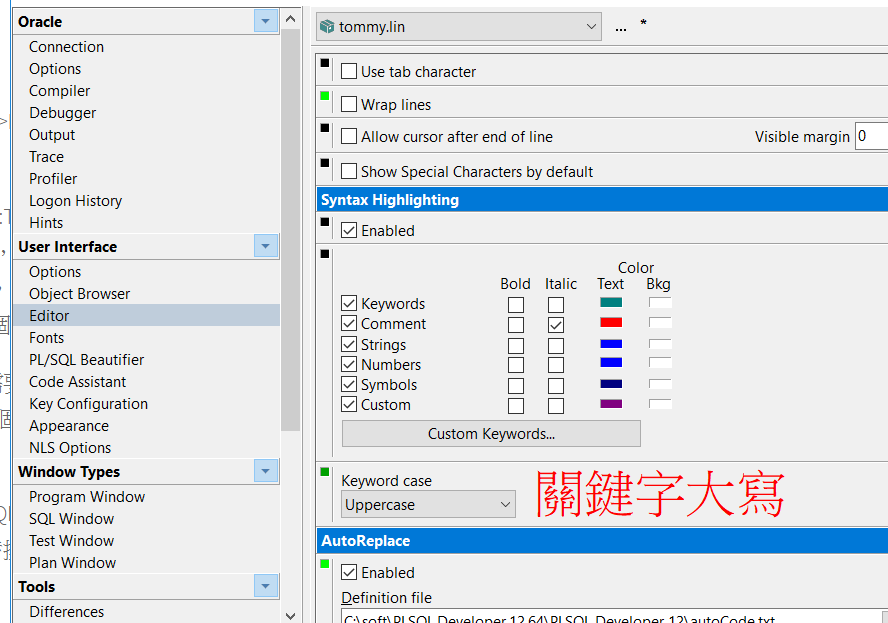 Oracle
Connection
Options
Compiler
Debugger
Output
Trace
Profiler
Logon History
Hints
User Interface
Options
Object Browser
Editor
Fonts
PL/SQL Beautifier
Code Assistant
Key Configuration
Appearance
NLS Options
Window Types
Program Window
SQL Window
Test Window
Plan Window
Tools
Differences
tommy.lin ... *
Use tab character
Wrap lines
Allow cursor after end of line Visible margin 0
Show Special Characters by default
Syntax Highlighting
Enabled
Color
Bold Italic Text Bkg
Keywords
Comment
Strings
Numbers
Symbols
Custom
Custom Keywords...
Keyword case
Uppercase
關鍵字大寫
AutoReplace
Enabled
Definition file
C:\soft\PLSQL Developer 12.64\PLSQL Developer 12\autoCode.txt